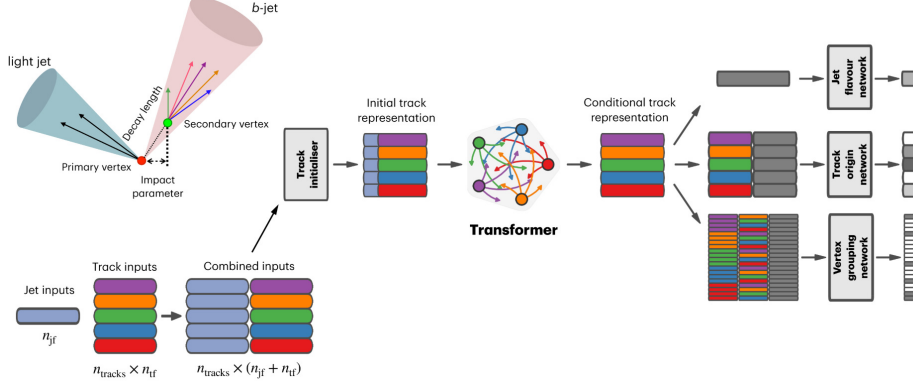 b-jet
light jet
Decay length
Secondary vertex
Primary vertex
Impact
parameter
Track
initialiser
Initial track
representation
Transformer
Conditional track
representation
Jet
flavour
network
Track
origin
network
Vertex
grouping
network
Jet inputs
n_jf
Track inputs
n_tracks × n_tf
Combined inputs
n_tracks × (n_jf + n_tf)